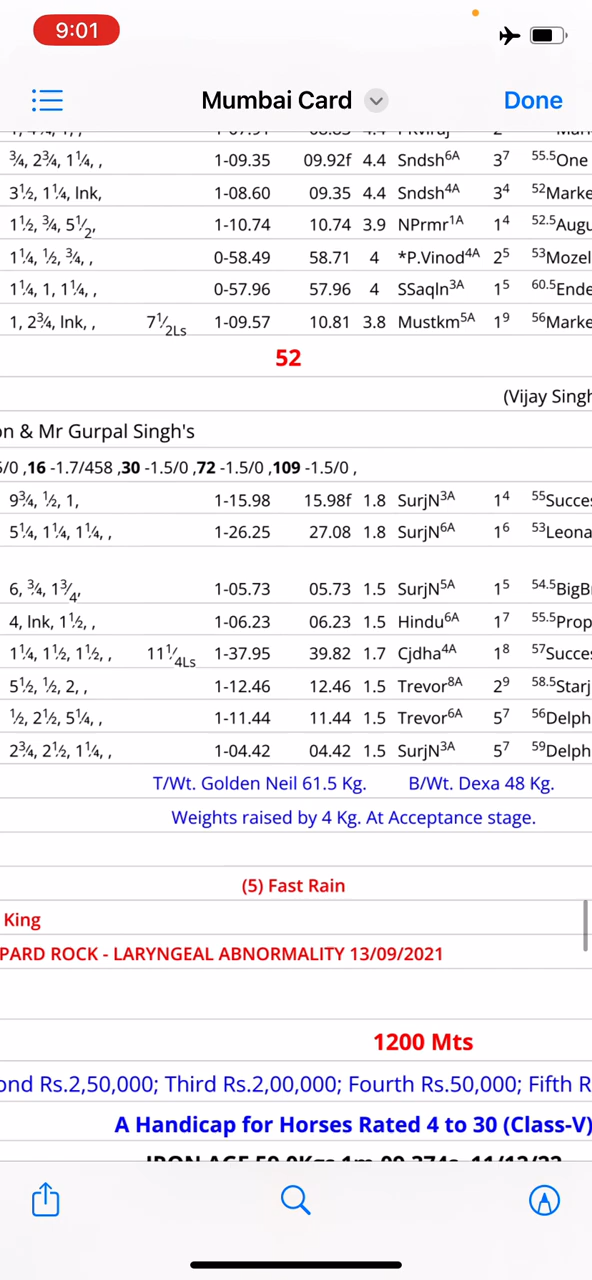 9:01
Mumbai Card
Done
¾, 2¾, 1¼, , 1-09.35 09.92f 4.4 Sndsh6A 3⁷ 55.5One
3½, 1¼, lnk, 1-08.60 09.35 4.4 Sndsh4A 3⁴ 52Marke
1½, ¾, 5½, 1-10.74 10.74 3.9 NPrmr1A 1⁴ 52.5Augu
1¼, ½, ¾, , 0-58.49 58.71 4 *P.Vinod4A 2⁵ 53Mozel
1¼, 1, 1¼, , 0-57.96 57.96 4 SSaqln3A 1⁵ 60.5Ende
1, 2¾, lnk, , 7½Ls 1-09.57 10.81 3.8 Mustkm5A 1⁹ 56Marke
52
(Vijay Singh
on & Mr Gurpal Singh's
5/0 ,16 -1.7/458 ,30 -1.5/0 ,72 -1.5/0 ,109 -1.5/0 ,
9¾, ½, 1, 1-15.98 15.98f 1.8 SurjN3A 1⁴ 55Succes
5¼, 1¼, 1¼, , 1-26.25 27.08 1.8 SurjN6A 1⁶ 53Leona
6, ¾, 1¾, 1-05.73 05.73 1.5 SurjN5A 1⁵ 54.5BigB
4, lnk, 1½, , 1-06.23 06.23 1.5 Hindu6A 1⁷ 55.5Prop
1¼, 1½, 1½, , 11¼Ls 1-37.95 39.82 1.7 Cjdha4A 1⁸ 57Succes
5½, ½, 2, , 1-12.46 12.46 1.5 Trevor8A 2⁹ 58.5Starj
½, 2½, 5¼, , 1-11.44 11.44 1.5 Trevor6A 5⁷ 56Delph
2¾, 2½, 1¼, , 1-04.42 04.42 1.5 SurjN3A 5⁷ 59Delph
T/Wt. Golden Neil 61.5 Kg. B/Wt. Dexa 48 Kg.
Weights raised by 4 Kg. At Acceptance stage.
(5) Fast Rain
King
PARD ROCK - LARYNGEAL ABNORMALITY 13/09/2021
1200 Mts
ond Rs.2,50,000; Third Rs.2,00,000; Fourth Rs.50,000; Fifth R
A Handicap for Horses Rated 4 to 30 (Class-V)